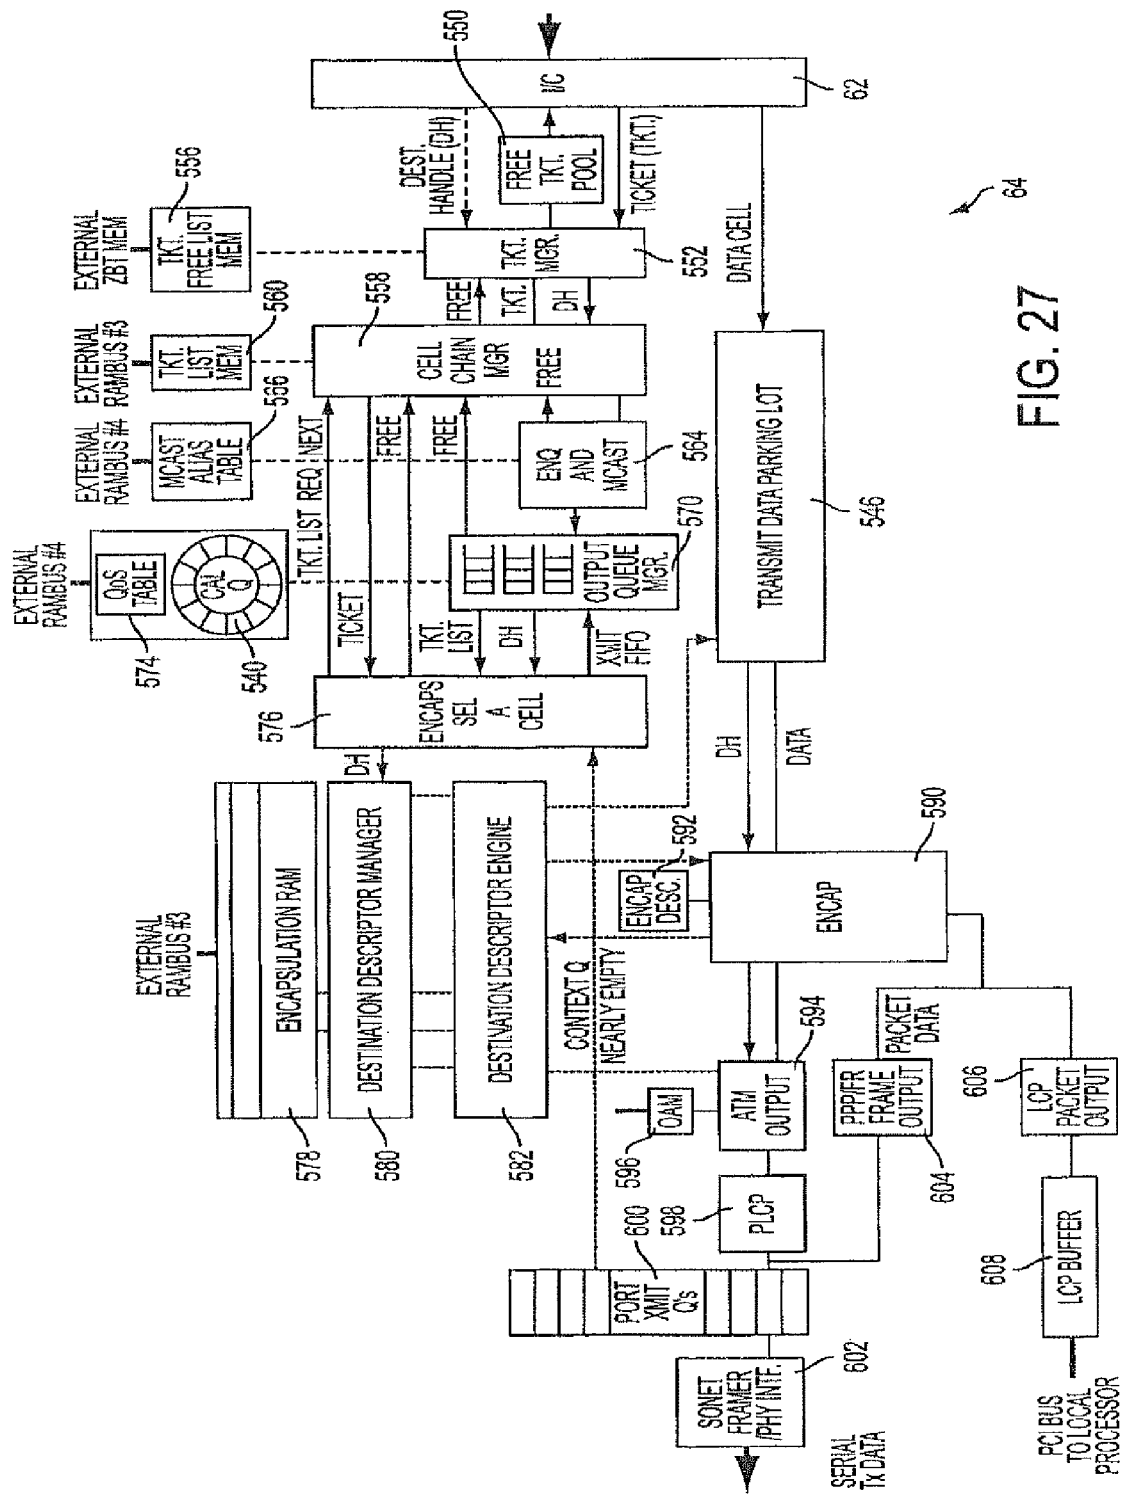 550
I/C
62
DEST.
HANDLE (DH)
FREE
TKT.
POOL
TICKET (TKT.)
DATA CELL
64
EXTERNAL
ZBT MEM
TKT.
FREE LIST
MEM
556
TKT.
MGR.
552
FREE
TKT.
DH
EXTERNAL
RAMBUS #3
TKT.
LIST
MEM
560
558
CELL
CHAIN
MGR
FREE
EXTERNAL
RAMBUS #4
MCAST
ALIAS
TABLE
566
TKT. LIST REQ NEXT
FREE
FREE
ENQ
AND
MCAST
564
EXTERNAL
RAMBUS #4
QoS
TABLE
574
CAL
Q
540
OUTPUT
QUEUE
MGR.
570
TRANSMIT DATA PARKING LOT
546
TICKET
TKT.
LIST
DH
XMIT
FIFO
576
ENCAPS
SEL
A
CELL
DH
DH
DATA
EXTERNAL
RAMBUS #3
ENCAPSULATION RAM
578
DESTINATION DESCRIPTOR MANAGER
580
DESTINATION DESCRIPTOR ENGINE
582
CONTEXT Q
NEARLY EMPTY
ENCAP
DESC.
592
ENCAP
590
OAM
596
ATM
OUTPUT
594
PACKET
DATA
PPP/FR
FRAME
OUTPUT
604
606
LCP
PACKET
OUTPUT
PLCP
598
600
PORT
XMIT
Q's
608
LCP BUFFER
SONET
FRAMER
/PHY INTF.
602
SERIAL
Tx DATA
PCI BUS
TO LOCAL
PROCESSOR
FIG. 27